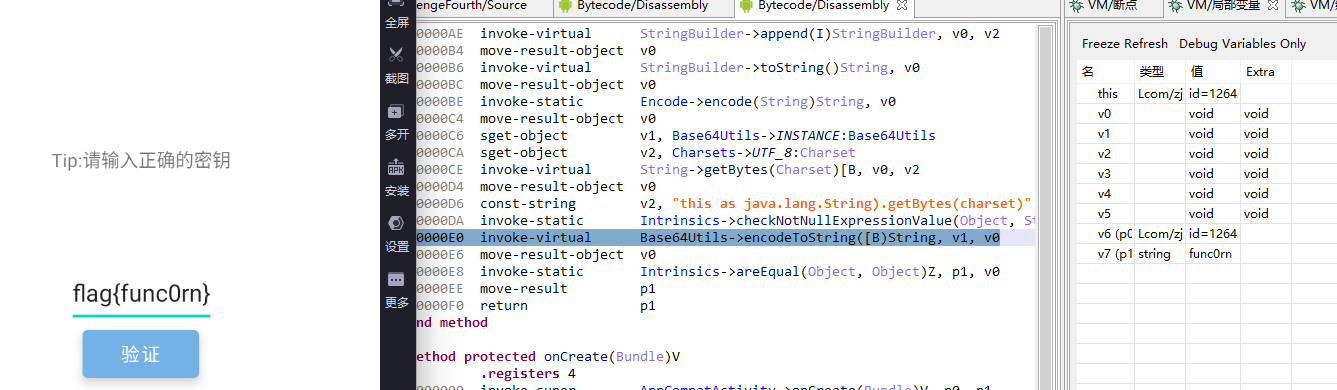 engeFourth/Source
Bytecode/Disassembly
Bytecode/Disassembly
VM/断点
VM/局部变量
全屏
截图
多开
安装
设置
更多
Tip:请输入正确的密钥
flag{func0rn}
验证
0000AE invoke-virtual StringBuilder->append(I)StringBuilder, v0, v2
0000B4 move-result-object v0
0000B6 invoke-virtual StringBuilder->toString()String, v0
0000BC move-result-object v0
0000BE invoke-static Encode->encode(String)String, v0
0000C4 move-result-object v0
0000C6 sget-object v1, Base64Utils->INSTANCE:Base64Utils
0000CA sget-object v2, Charsets->UTF_8:Charset
0000CE invoke-virtual String->getBytes(Charset)[B, v0, v2
0000D4 move-result-object v0
0000D6 const-string v2, "this as java.lang.String).getBytes(charset)"
0000DA invoke-static Intrinsics->checkNotNullExpressionValue(Object, St
0000E0 invoke-virtual Base64Utils->encodeToString([B)String, v1, v0
0000E6 move-result-object v0
0000E8 invoke-static Intrinsics->areEqual(Object, Object)Z, p1, v0
0000EE move-result p1
0000F0 return p1
nd method
ethod protected onCreate(Bundle)V
.registers 4
000000 invoke-super AppCompatActivity->onCreate(Bundle)V, p0, p1
Freeze Refresh Debug Variables Only
名 类型 值 Extra
this Lcom/zj id=1264
v0 void void
v1 void void
v2 void void
v3 void void
v4 void void
v5 void void
v6 (p0 Lcom/zj id=1264
v7 (p1 string func0rn